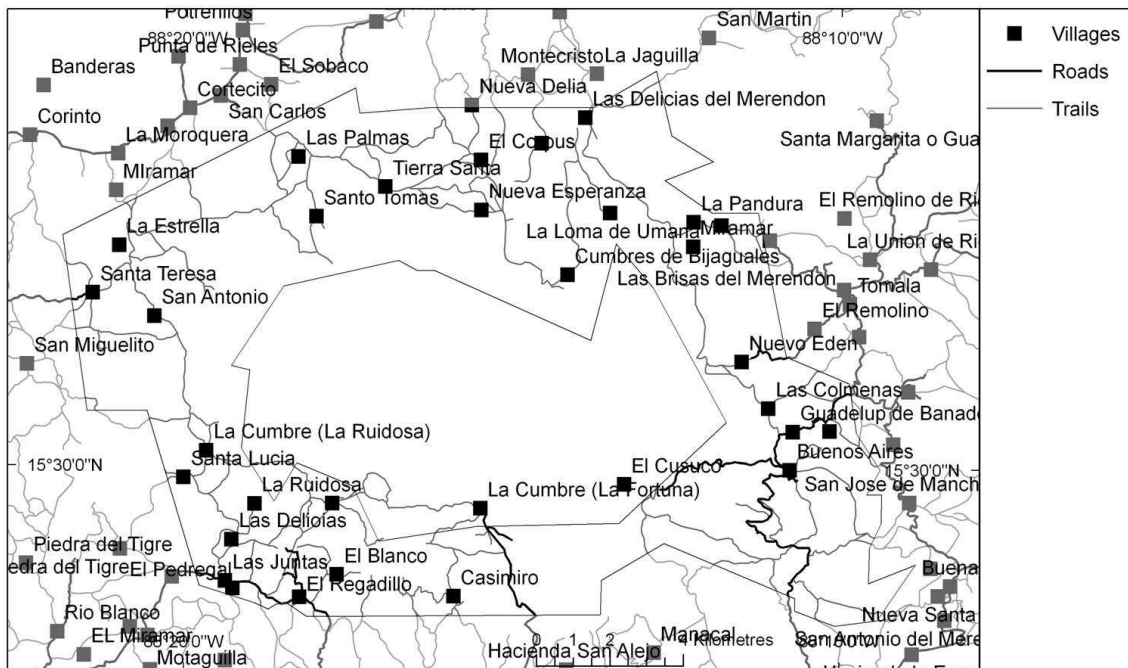 Potrerillos
San Martin
88°20'0"W
88°10'0"W
Punta de Rieles
Montecristo
La Jaguilla
Banderas
El Sobaco
Nueva Delia
Cortecito
Las Delicias del Merendon
San Carlos
Corinto
La Moroquera
El Corpus
Santa Margarita o Gua
Las Palmas
MIramar
Tierra Santa
Santo Tomas
Nueva Esperanza
La Pandura
El Remolino de Ri
La Estrella
La Loma de Umana
Miramar
La Union de Ri
Cumbres de Bijaguales
Santa Teresa
Las Brisas del Merendon
Tomala
San Antonio
El Remolino
San Miguelito
Nuevo Eden
Las Colmenas
Guadelup de Banad
La Cumbre (La Ruidosa)
15°30'0"N
Santa Lucia
Buenos Aires
El Cusuco
15°30'0"N
La Ruidosa
La Cumbre (La Fortuna)
San Jose de Manch
Las Delioias
Piedra del Tigre
El Blanco
edra del Tigre
El Pedregal
Las Juntas
Casimiro
Buena
El Regadillo
Rio Blanco
Nueva Santa
EL Miramar
88°20'0"W
0 1 2 4 Kilometres
Manacal
88°10'0"W
San Antonio del Mere
Motaguilla
Hacienda San Alejo
Villages
Roads
Trails